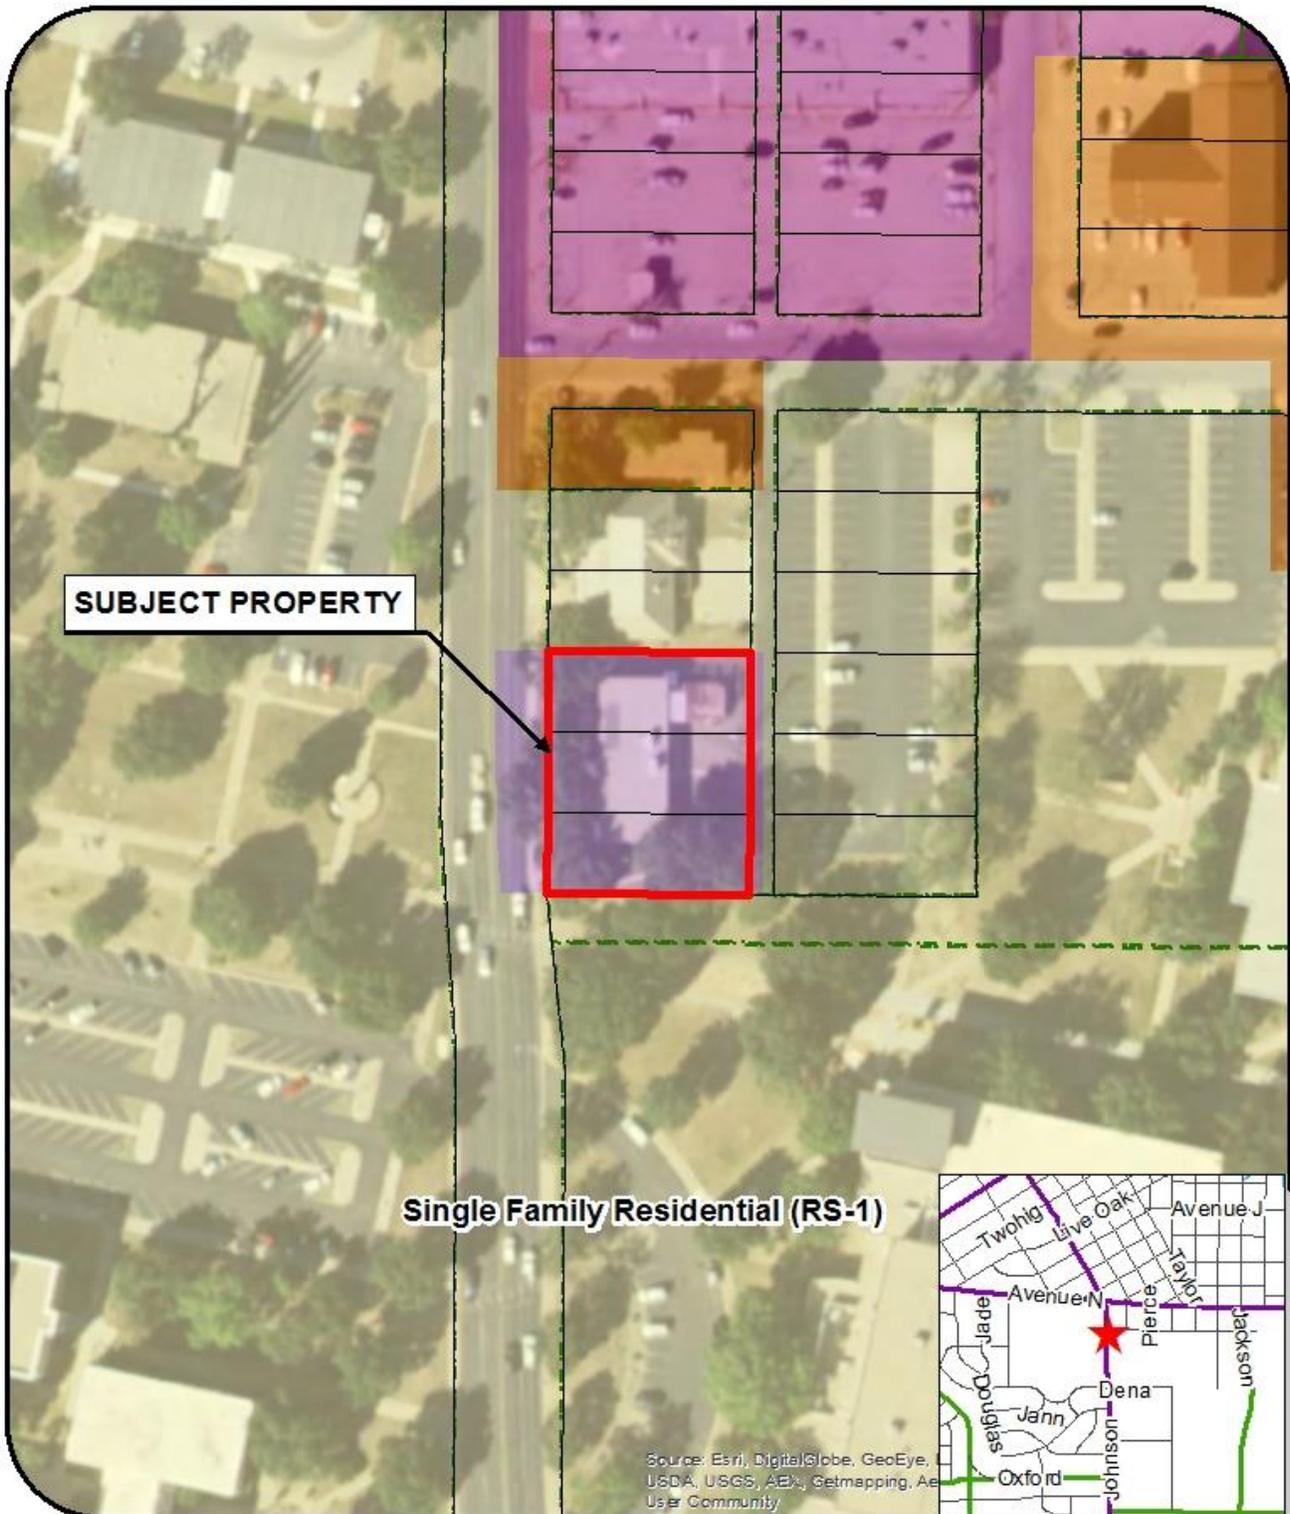 SUBJECT PROPERTY
Single Family Residential (RS-1)
Twohig
Live Oak
Avenue J
Taylor
Avenue N
Pierce
Jade
Jackson
Dena
Douglas
Jann
Johnson
Oxford
Source: Esri, DigitalGlobe, GeoEye,
USDA, USGS, AEX, Getmapping, Ae
User Community